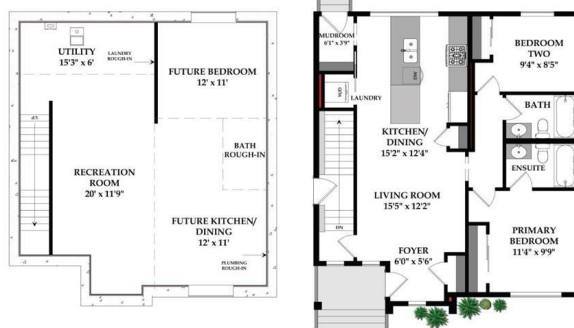 UTILITY
15'3" x 6'
LAUNDRY
ROUGH-IN
FUTURE BEDROOM
12' x 11'
UP
BATH
ROUGH-IN
RECREATION
ROOM
20' x 11'9"
FUTURE KITCHEN/
DINING
12' x 11'
PLUMBING
ROUGH-IN
MUDROOM
6'1" x 3'9"
W/D
LAUNDRY
DW
KITCHEN/
DINING
15'2" x 12'4"
LIVING ROOM
15'5" x 12'2"
DN
FOYER
6'0" x 5'6"
BEDROOM
TWO
9'4" x 8'5"
BATH
ENSUITE
PRIMARY
BEDROOM
11'4" x 9'9"